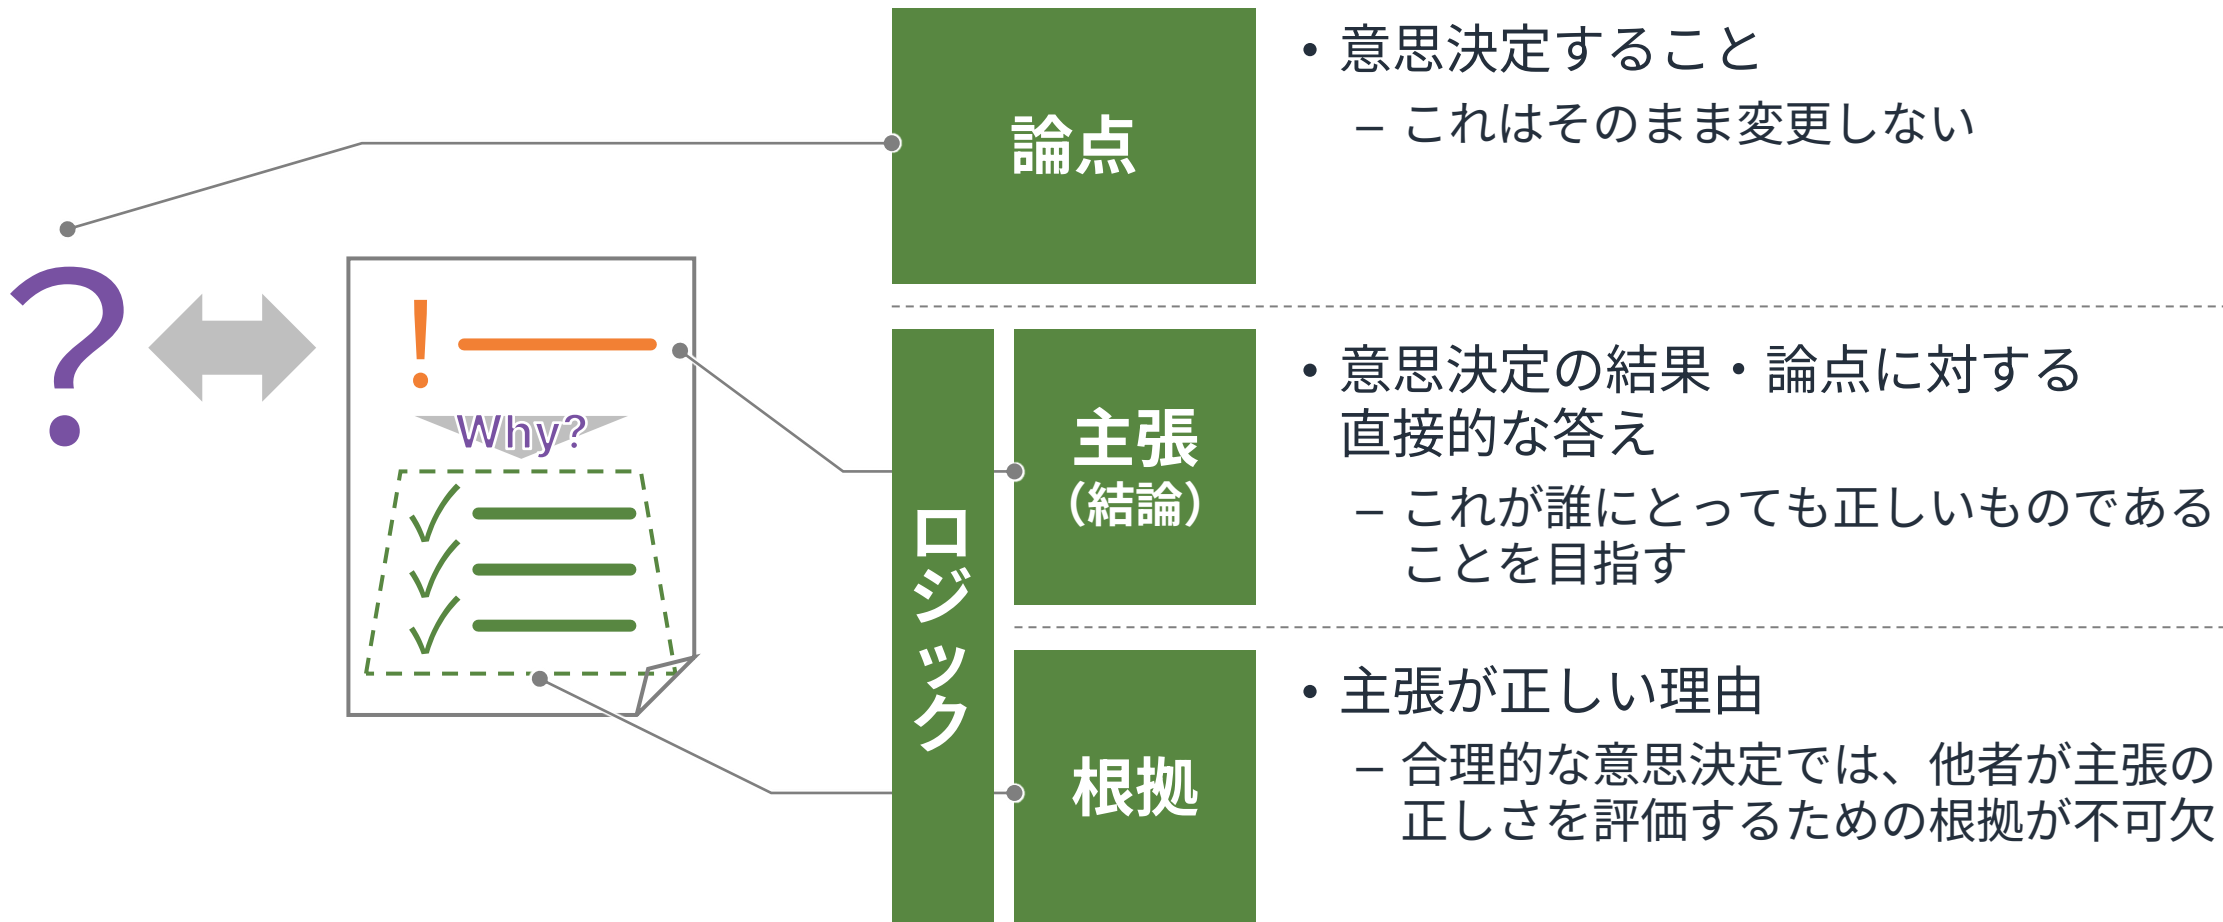 ?
論点
• 意思決定すること
– これはそのまま変更しない
!
Why?
ロジック
主張
（結論）
• 意思決定の結果・論点に対する
直接的な答え
– これが誰にとっても正しいものである
ことを目指す
根拠
• 主張が正しい理由
– 合理的な意思決定では、他者が主張の
正しさを評価するための根拠が不可欠